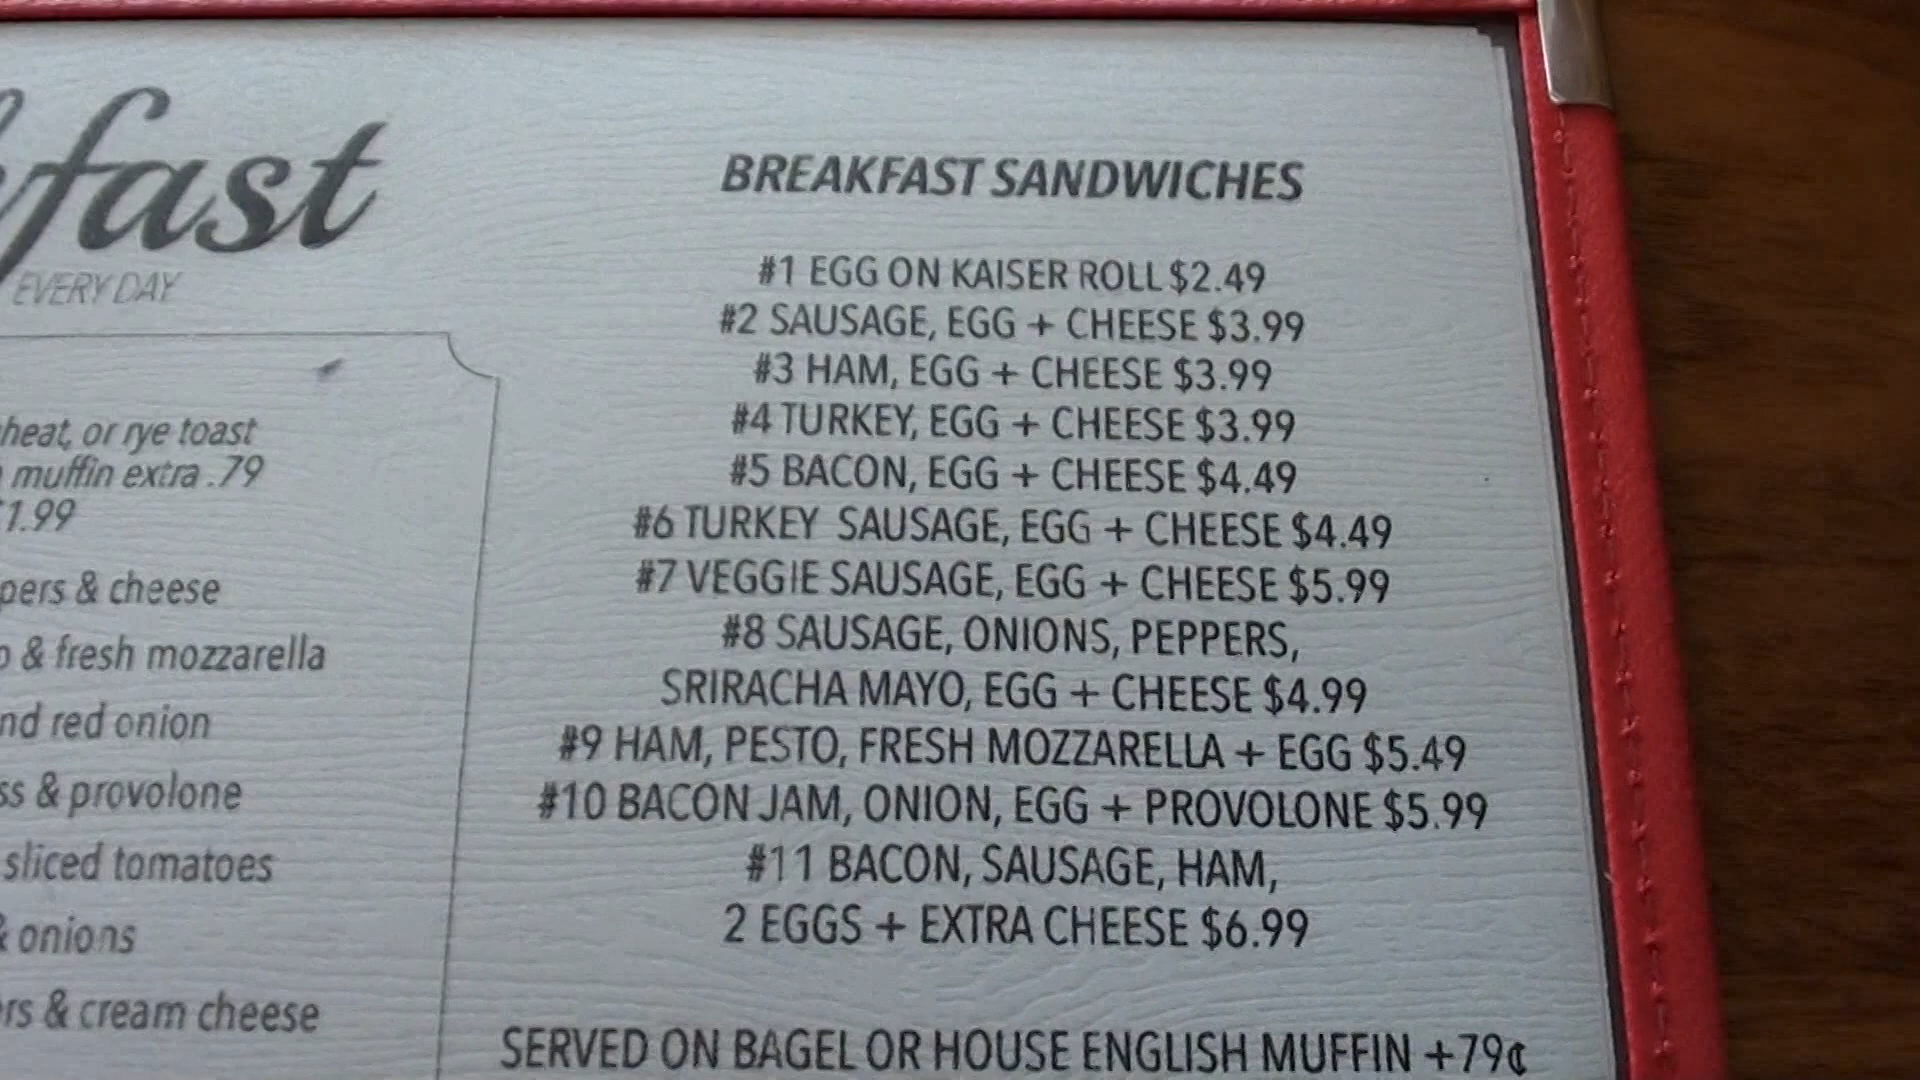 fast
EVERY DAY
or rye toast
muffin extra .79
1.99
& cheese
& fresh mozzarella
red onion
& provolone
sliced tomatoes
& onions
& cream cheese
BREAKFAST SANDWICHES
#1 EGG ON KAISER ROLL $2.49
#2 SAUSAGE, EGG + CHEESE $3.99
#3 HAM, EGG + CHEESE $3.99
#4 TURKEY, EGG + CHEESE $3.99
#5 BACON, EGG + CHEESE $4.49
#6 TURKEY SAUSAGE, EGG + CHEESE $4.49
#7 VEGGIE SAUSAGE, EGG + CHEESE $5.99
#8 SAUSAGE, ONIONS, PEPPERS,
SRIRACHA MAYO, EGG + CHEESE $4.99
#9 HAM, PESTO, FRESH MOZZARELLA + EGG $5.49
#10 BACON JAM, ONION, EGG + PROVOLONE $5.99
#11 BACON, SAUSAGE, HAM,
2 EGGS + EXTRA CHEESE $6.99
SERVED ON BAGEL OR HOUSE ENGLISH MUFFIN +79¢